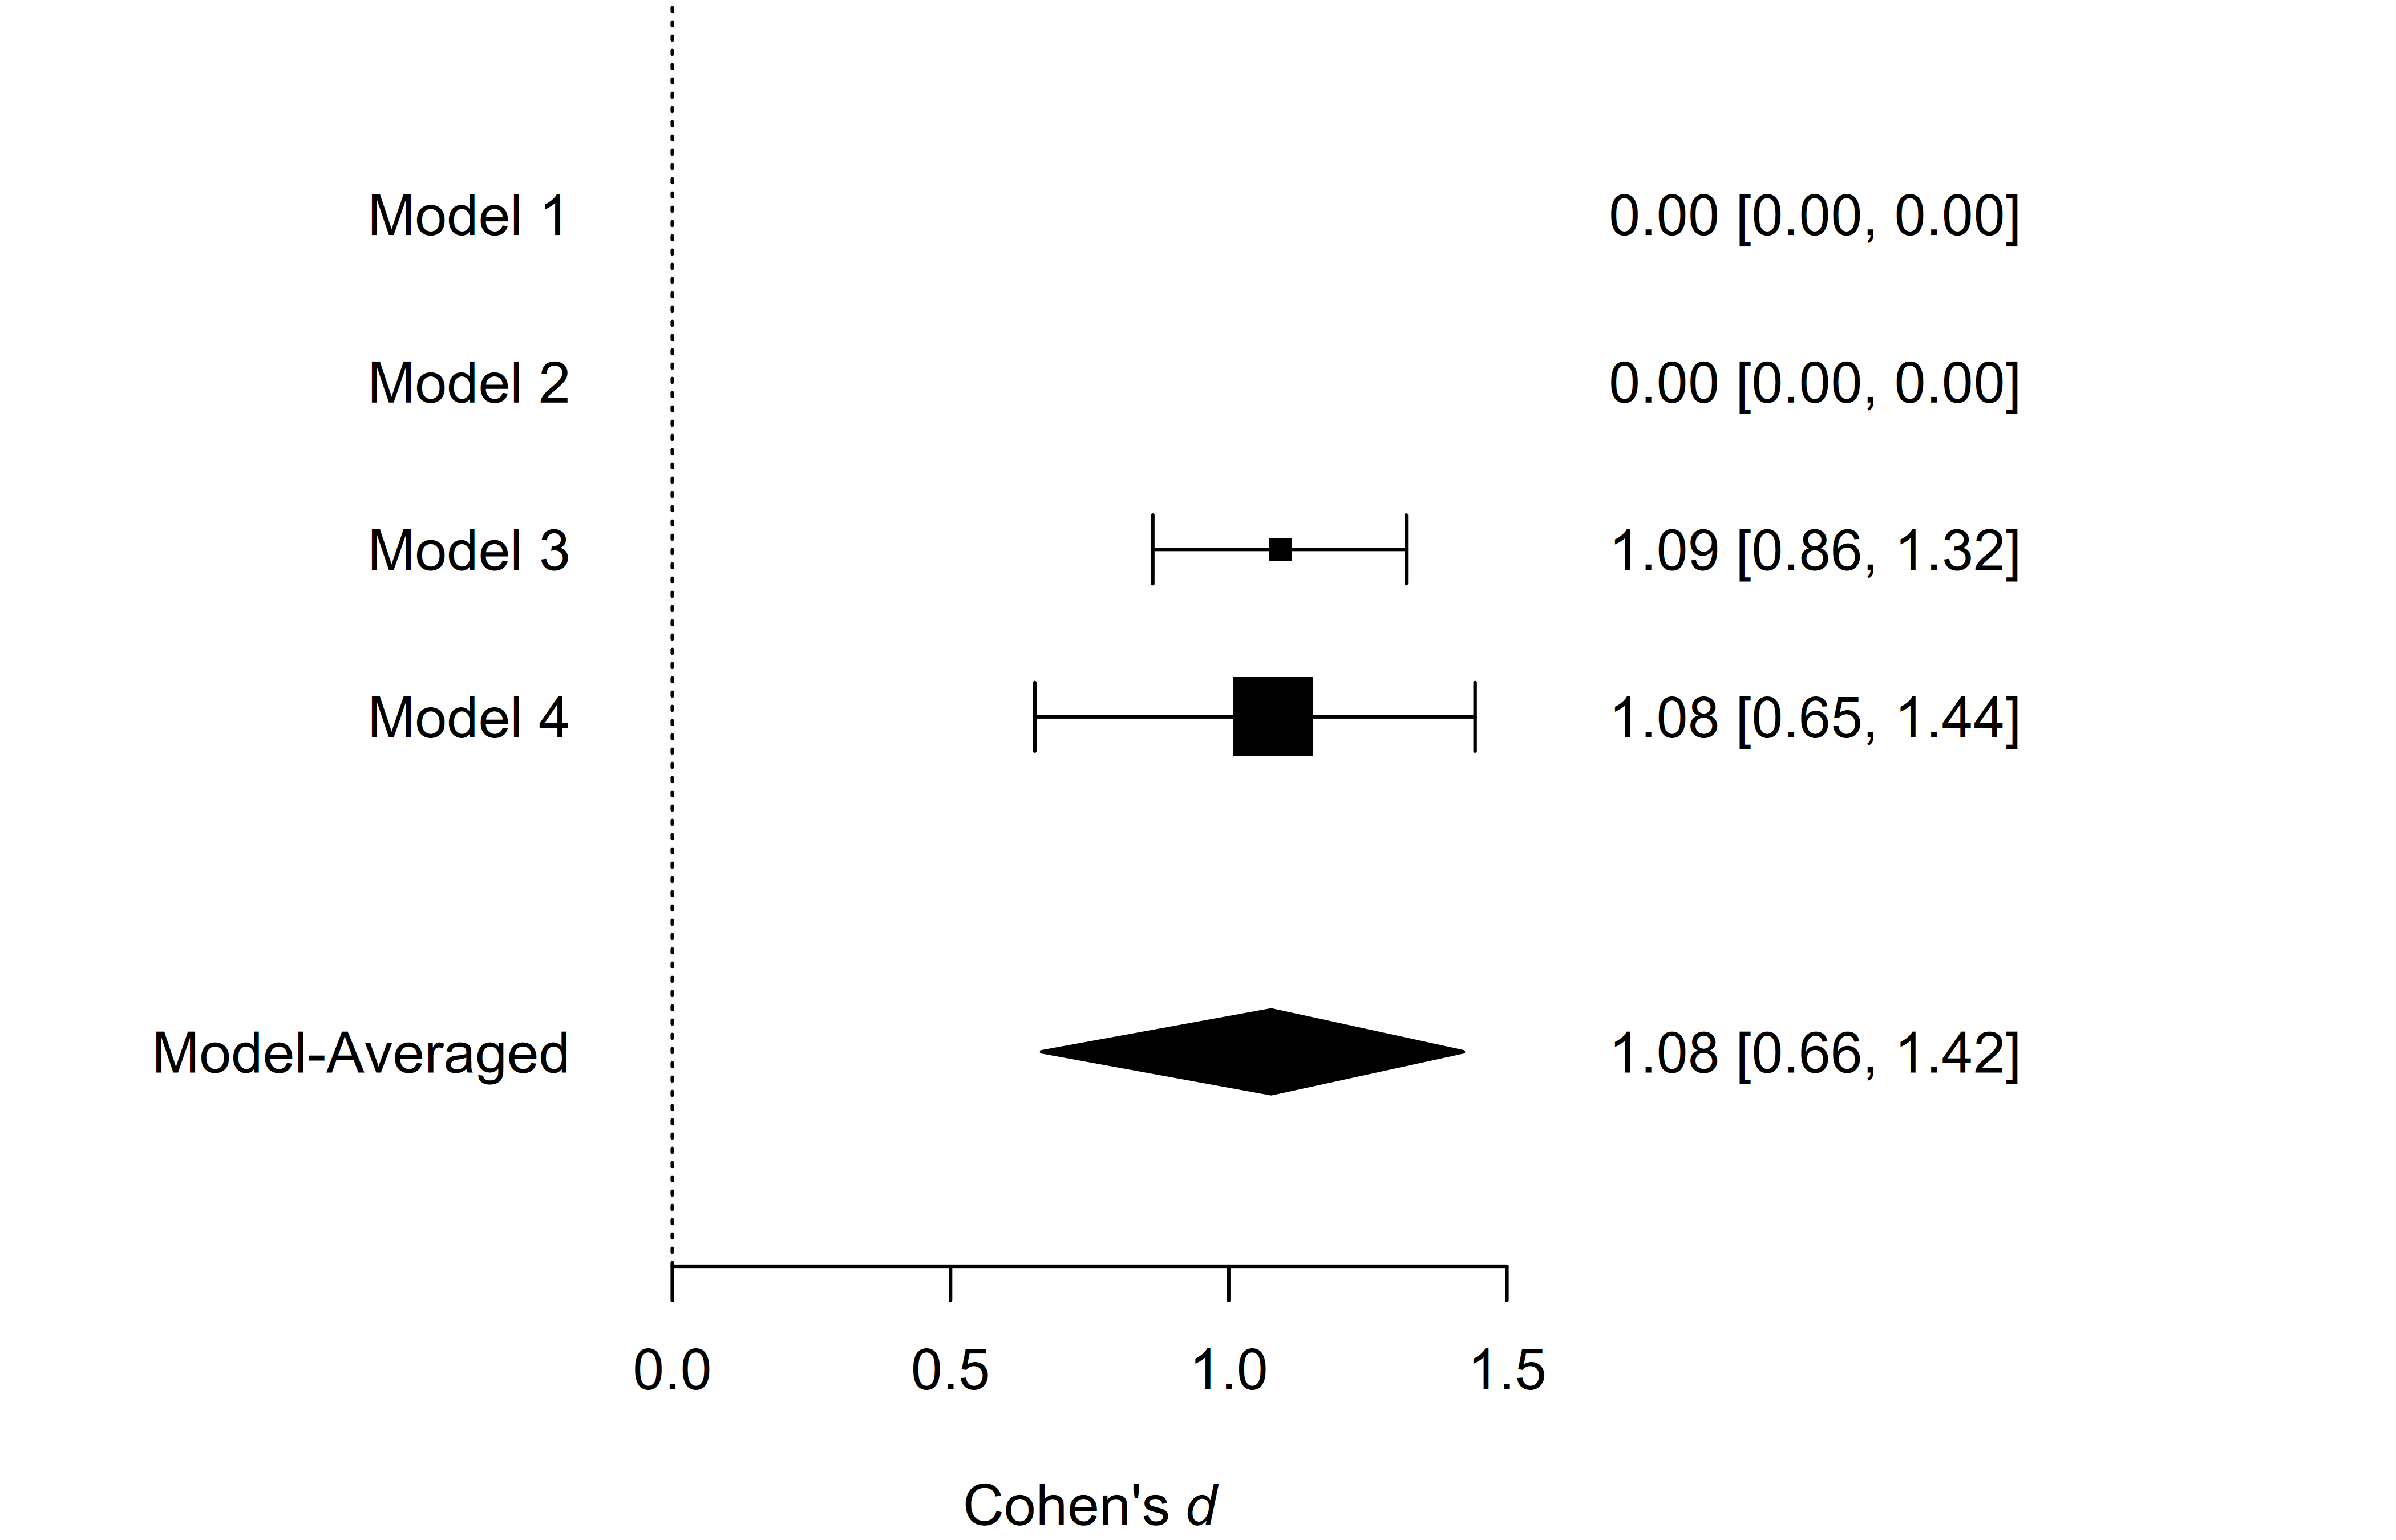 Model 1 0.00 [0.00, 0.00]
Model 2 0.00 [0.00, 0.00]
Model 3 1.09 [0.86, 1.32]
Model 4 1.08 [0.65, 1.44]
Model-Averaged 1.08 [0.66, 1.42]
0.0 0.5 1.0 1.5
Cohen's d